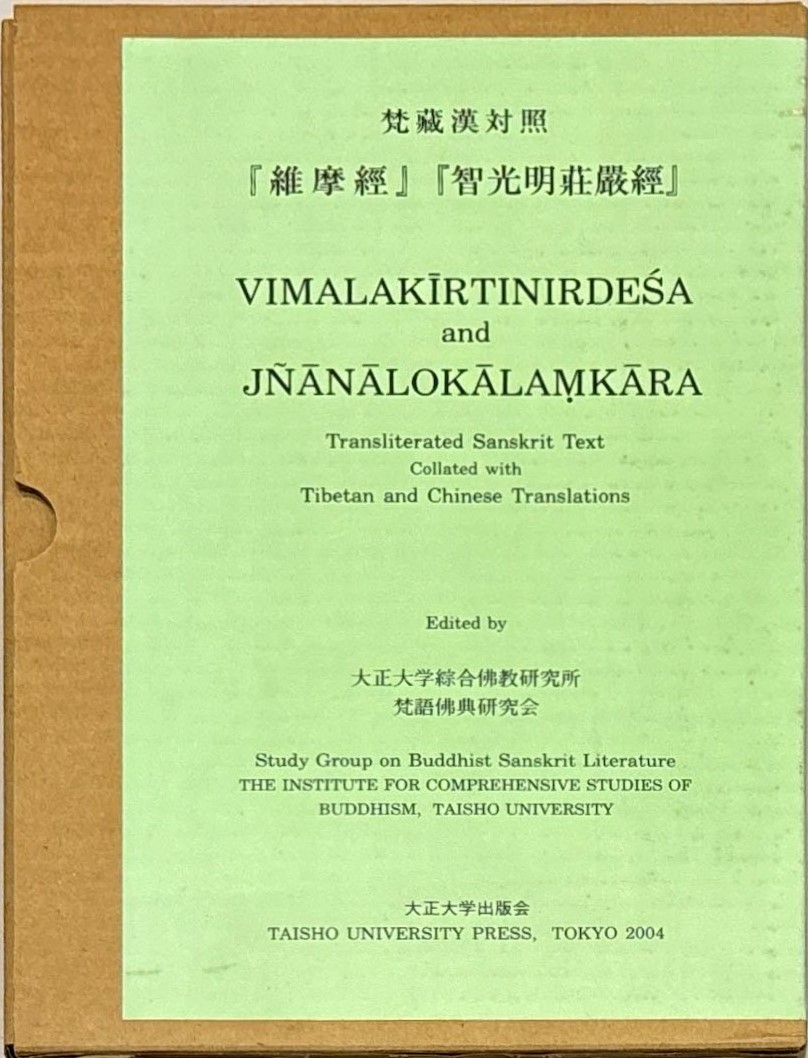 梵藏漢対照
『維摩經』『智光明莊嚴經』
VIMALAKĪRTINIRDEŚA
and
JÑĀNĀLOKĀLAṂKĀRA
Transliterated Sanskrit Text
Collated with
Tibetan and Chinese Translations
Edited by
大正大学綜合佛教研究所
梵語佛典研究会
Study Group on Buddhist Sanskrit Literature
THE INSTITUTE FOR COMPREHENSIVE STUDIES OF
BUDDHISM, TAISHO UNIVERSITY
大正大学出版会
TAISHO UNIVERSITY PRESS, TOKYO 2004